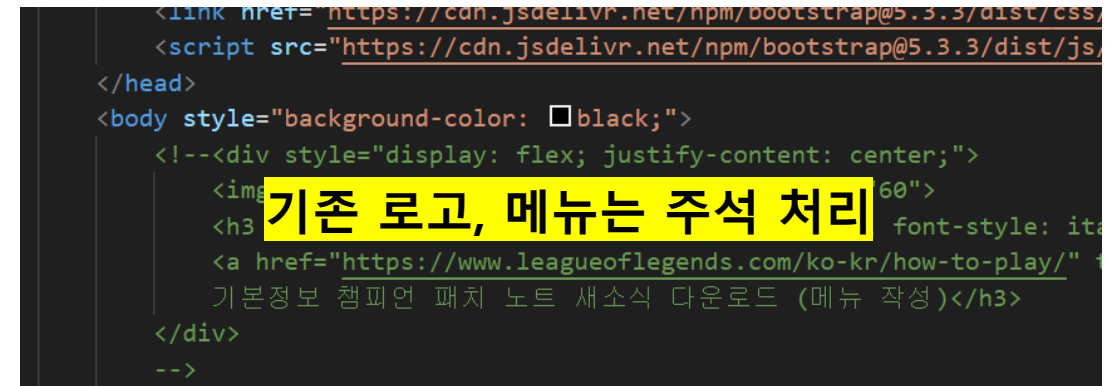 <link href="https://cdn.jsdelivr.net/npm/bootstrap@5.3.3/dist/css/
<script src="https://cdn.jsdelivr.net/npm/bootstrap@5.3.3/dist/js/
</head>
<body style="background-color: black;">
<!--<div style="display: flex; justify-content: center;">
<img 60">
기존 로고, 메뉴는 주석 처리
<h3 font-style: ita
<a href="https://www.leagueoflegends.com/ko-kr/how-to-play/" t
기본정보 챔피언 패치 노트 새소식 다운로드 (메뉴 작성)</h3>
</div>
-->